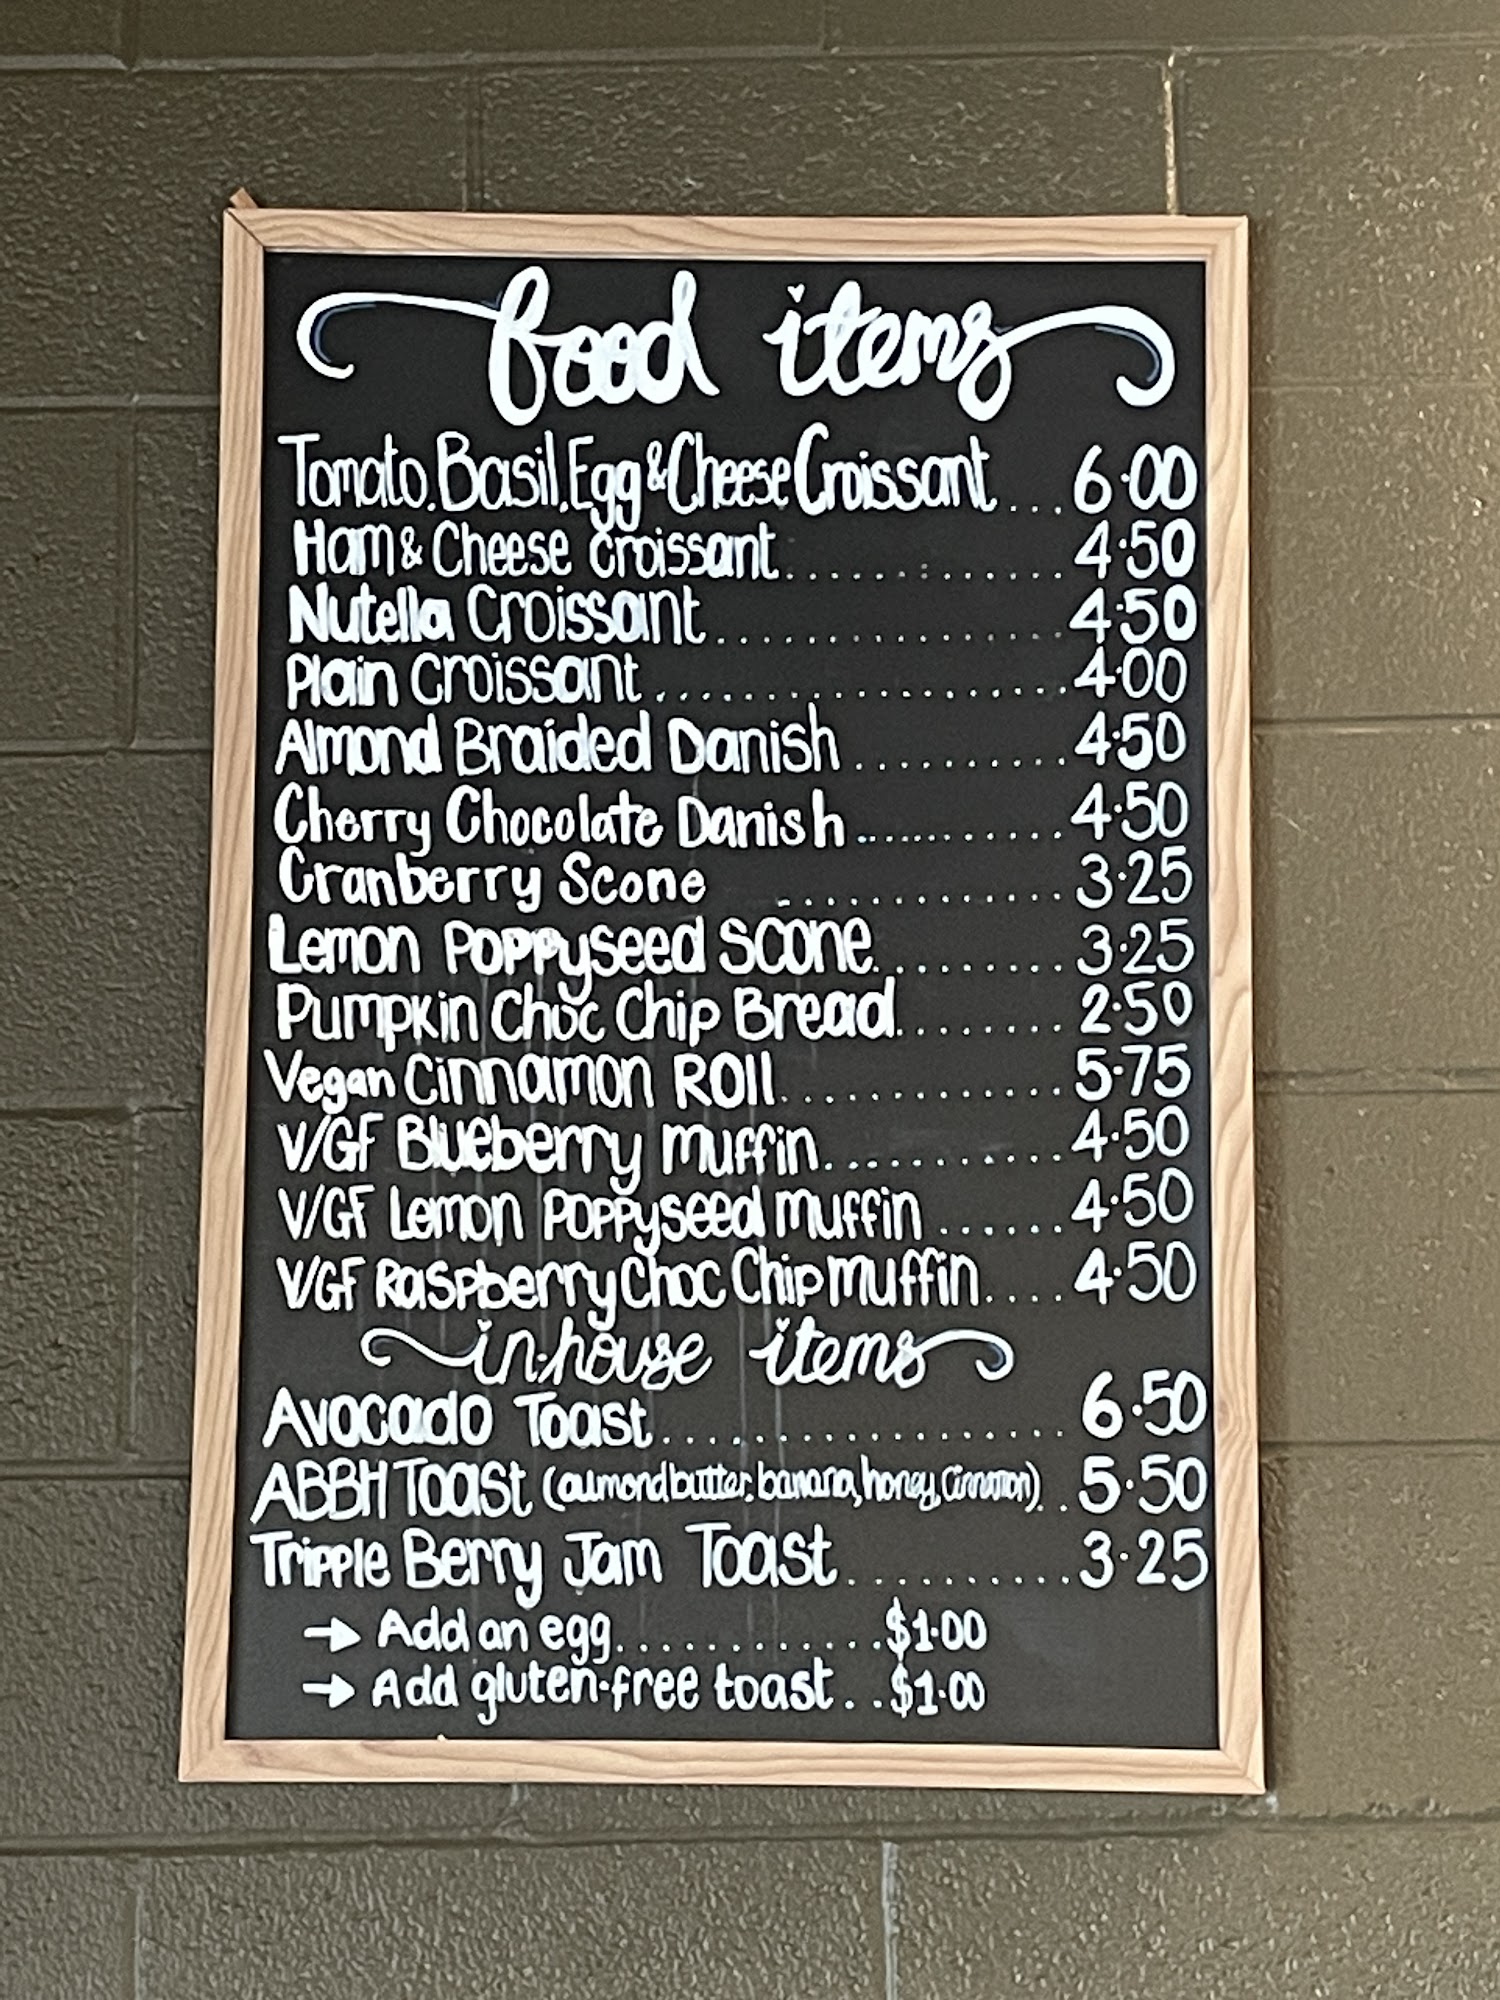 food items
Tomato, Basil, Egg & Cheese Croissant... 6.00
Ham & Cheese Croissant............. 4.50
Nutella Croissant................. 4.50
Plain Croissant................... 4.00
Almond Braided Danish.......... 4.50
Cherry Chocolate Danish........... 4.50
Cranberry Scone ............. 3.25
Lemon Poppyseed Scone......... 3.25
Pumpkin Choc Chip Bread........ 2.50
Vegan Cinnamon Roll............. 5.75
V/GF Blueberry muffin........... 4.50
V/GF Lemon Poppyseed muffin...... 4.50
V/GF Raspberry Choc Chip muffin.... 4.50
in-house items
Avocado Toast.................. 6.50
ABBH Toast (almond butter, banana, honey, Cinnamon).. 5.50
Tripple Berry Jam Toast.......... 3.25
→ Add an egg.............$1.00
→ Add gluten-free toast..$1.00